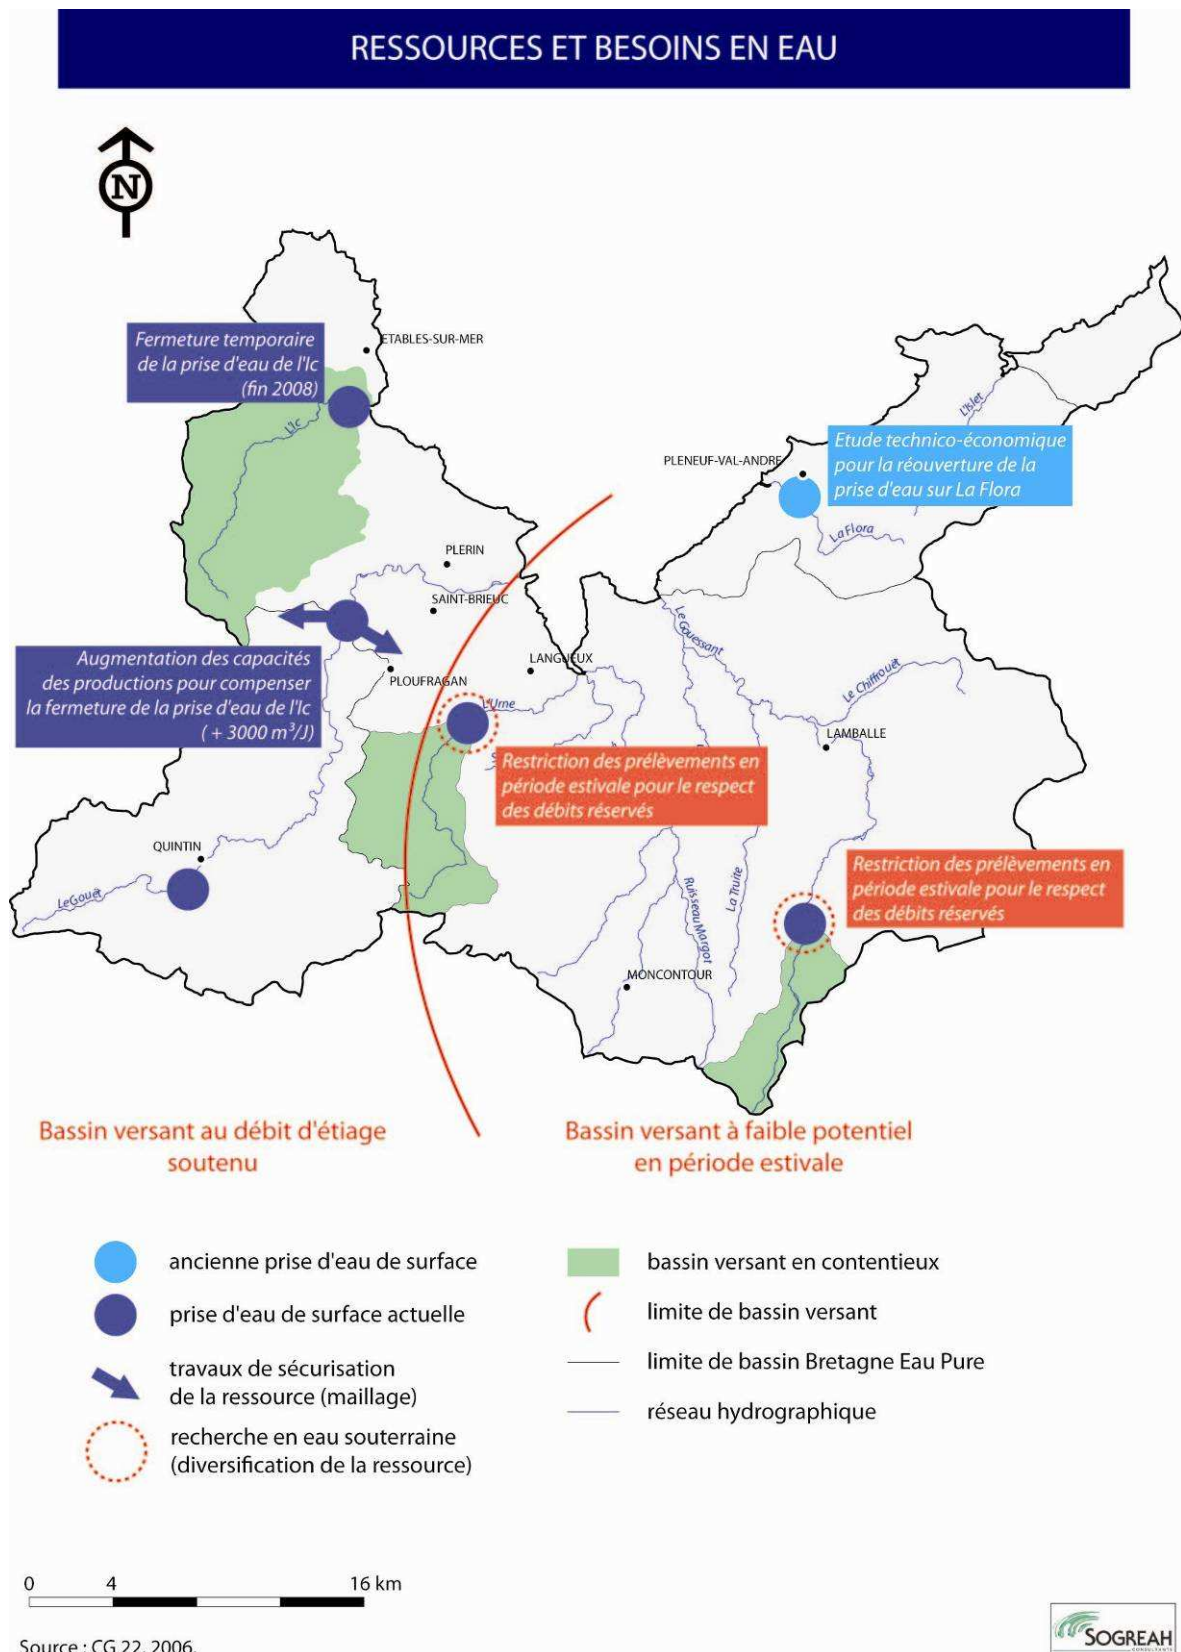 RESSOURCES ET BESOINS EN EAU
N
Fermeture temporaire
de la prise d'eau de l'Ic
(fin 2008)
ETABLES-SUR-MER
L'Ic
L'Islet
PLENEUF-VAL-ANDRE
Etude technico-économique
pour la réouverture de la
prise d'eau sur La Flora
La Flora
PLERIN
SAINT-BRIEUC
Le Gouessant
Augmentation des capacités
des productions pour compenser
la fermeture de la prise d'eau de l'Ic
( + 3000 m³/J)
PLOUFRAGAN
LANGUEUX
L'Urne
Le Chiffrouët
LAMBALLE
Restriction des prélèvements en
période estivale pour le respect
des débits réservés
QUINTIN
Le Gouët
Restriction des prélèvements en
période estivale pour le respect
des débits réservés
Ruisseau Margot
La Truite
MONCONTOUR
Bassin versant au débit d'étiage
soutenu
Bassin versant à faible potentiel
en période estivale
ancienne prise d'eau de surface
prise d'eau de surface actuelle
travaux de sécurisation
de la ressource (maillage)
recherche en eau souterraine
(diversification de la ressource)
bassin versant en contentieux
limite de bassin versant
limite de bassin Bretagne Eau Pure
réseau hydrographique
0 4 16 km
Source : CG 22, 2006.
SOGREAH
CONSULTANTS